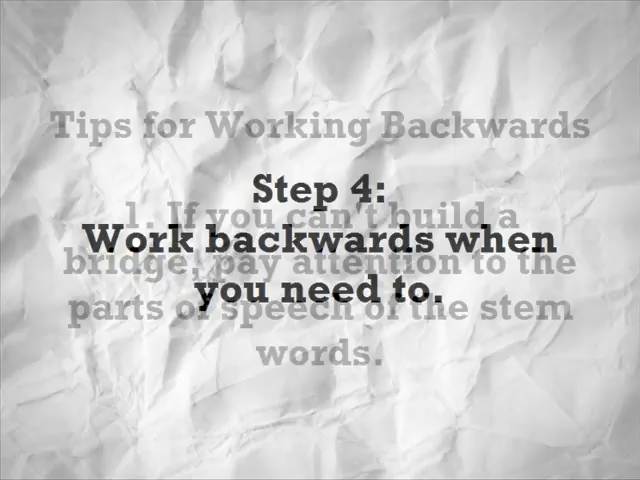 Tips for Working Backwards
Step 4:
1. If you can't build a
Work backwards when
bridge, pay attention to the
you need to.
parts of speech of the stem
words.